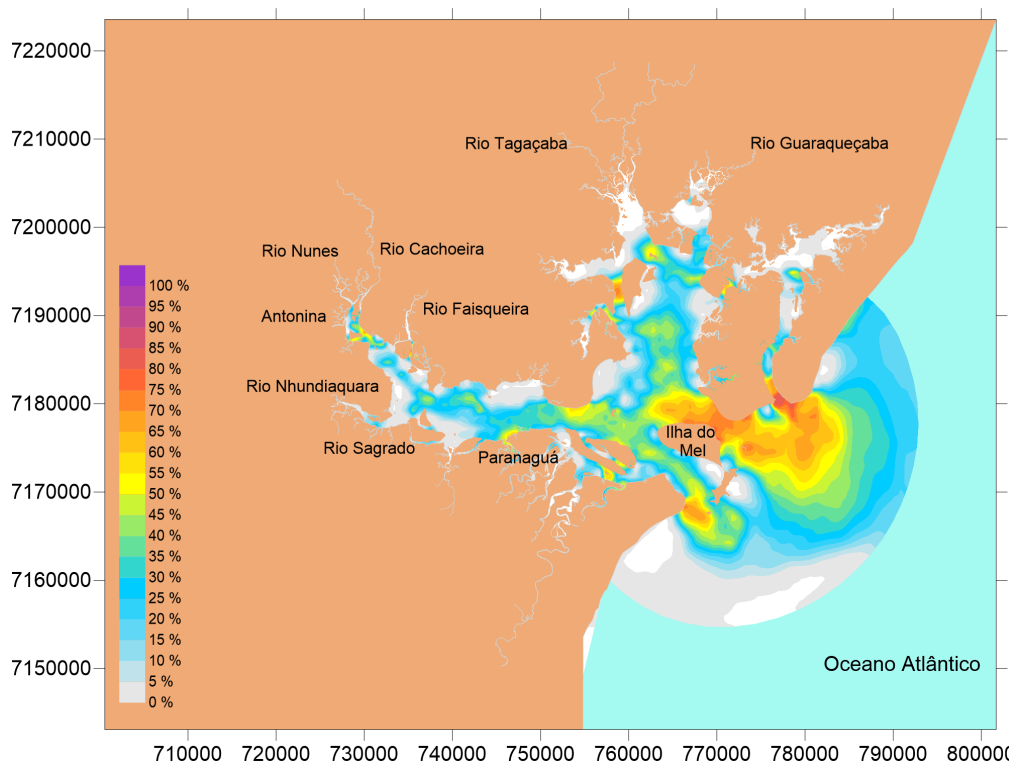 7220000
7210000
7200000
7190000
7180000
7170000
7160000
7150000
Rio Tagaçaba
Rio Guaraqueçaba
Rio Nunes
Rio Cachoeira
Antonina
Rio Faisqueira
Rio Nhundiaquara
Rio Sagrado
Paranaguá
Ilha do
Mel
Oceano Atlântico
100 %
95 %
90 %
85 %
80 %
75 %
70 %
65 %
60 %
55 %
50 %
45 %
40 %
35 %
30 %
25 %
20 %
15 %
10 %
5 %
0 %
710000 720000 730000 740000 750000 760000 770000 780000 790000 80000